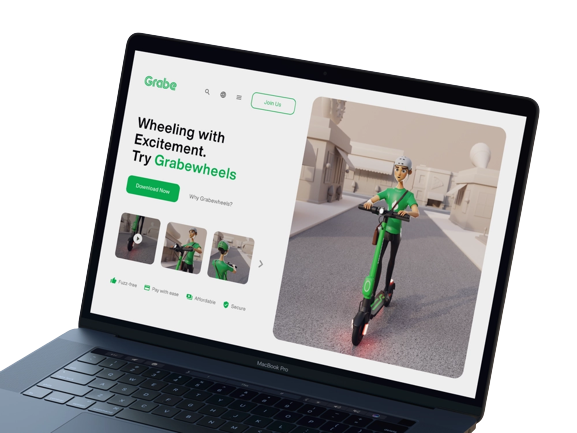 Grabe
Join Us
Wheeling with
Excitement.
Try Grabewheels
Download Now
Why Grabewheels?
Fuzz-free
Pay with ease
Affordable
Secure
MacBook Pro